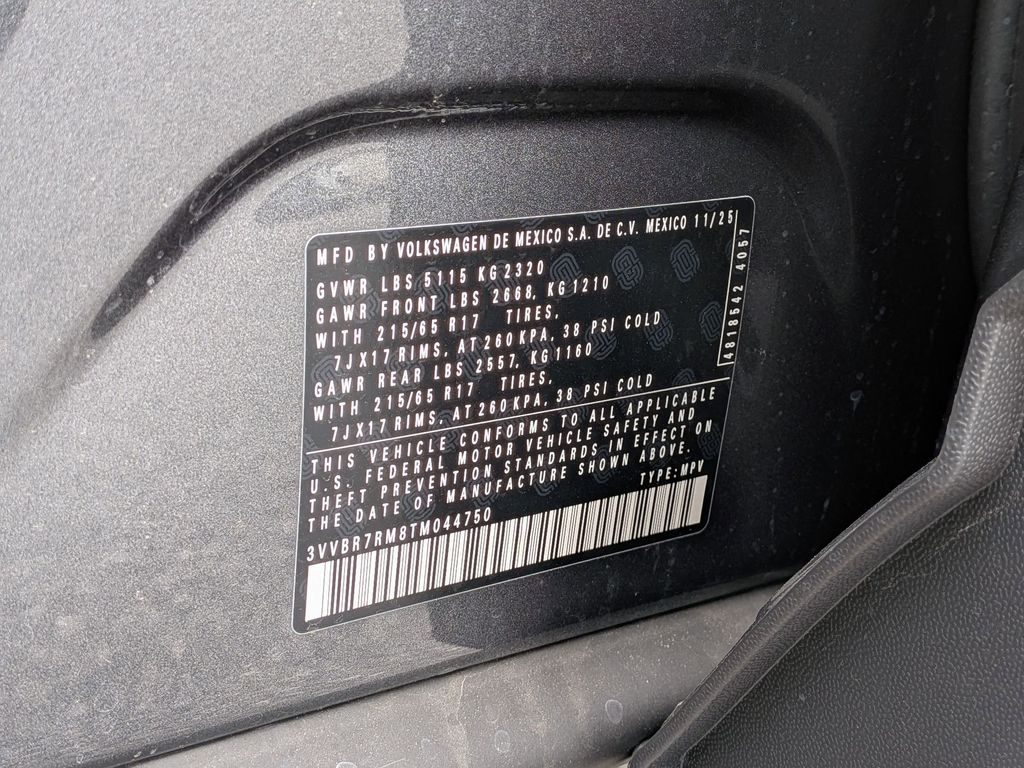 MFD BY VOLKSWAGEN DE MEXICO S.A. DE C.V. MEXICO 11/25
GVWR LBS 5115 KG 2320
GAWR FRONT LBS 2668, KG 1210
WITH 215/65 R17 TIRES,
7JX17 RIMS, AT 260 KPA, 38 PSI COLD
GAWR REAR LBS 2557, KG 1160
WITH 215/65 R17 TIRES,
7JX17 RIMS, AT 260 KPA, 38 PSI COLD
4818542 4057
THIS VEHICLE CONFORMS TO ALL APPLICABLE
U.S. FEDERAL MOTOR VEHICLE SAFETY AND
THEFT PREVENTION STANDARDS IN EFFECT ON
THE DATE OF MANUFACTURE SHOWN ABOVE.
TYPE: MPV
3VVBR7RM8TM044750